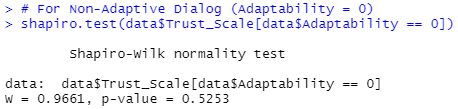 > # For Non-Adaptive Dialog (Adaptability = 0)
> shapiro.test(data$Trust_Scale[data$Adaptability == 0])
Shapiro-Wilk normality test
data:  data$Trust_Scale[data$Adaptability == 0]
W = 0.9661, p-value = 0.5253